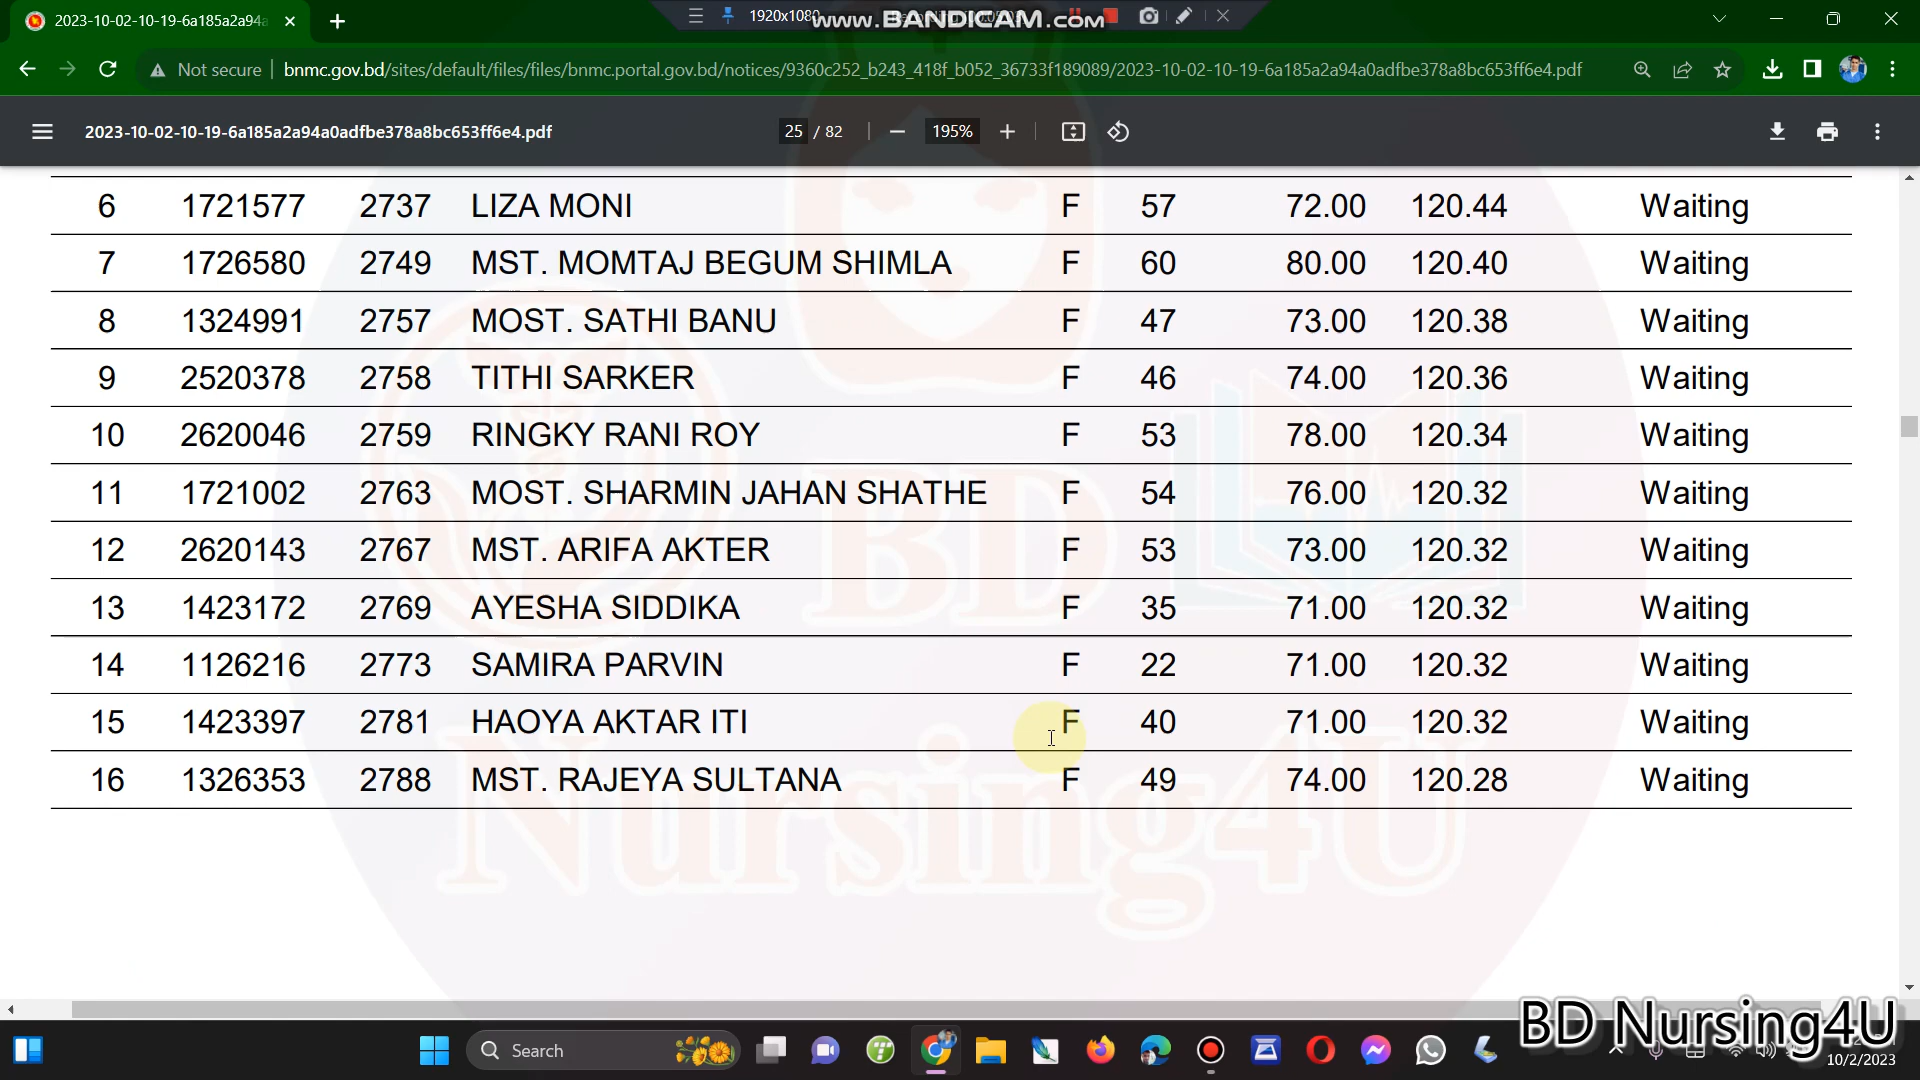 2023-10-02-10-19-6a185a2a94a
1920x1080
www.BANDICAM.com
Not secure
bnmc.gov.bd/sites/default/files/files/bnmc.portal.gov.bd/notices/9360c252_b243_418f_b052_36733f189089/2023-10-02-10-19-6a185a2a94a0adfbe378a8bc653ff6e4.pdf
2023-10-02-10-19-6a185a2a94a0adfbe378a8bc653ff6e4.pdf
25 / 82
195%
6 1721577 2737 LIZA MONI F 57 72.00 120.44 Waiting
7 1726580 2749 MST. MOMTAJ BEGUM SHIMLA F 60 80.00 120.40 Waiting
8 1324991 2757 MOST. SATHI BANU F 47 73.00 120.38 Waiting
9 2520378 2758 TITHI SARKER F 46 74.00 120.36 Waiting
10 2620046 2759 RINGKY RANI ROY F 53 78.00 120.34 Waiting
11 1721002 2763 MOST. SHARMIN JAHAN SHATHE F 54 76.00 120.32 Waiting
12 2620143 2767 MST. ARIFA AKTER F 53 73.00 120.32 Waiting
13 1423172 2769 AYESHA SIDDIKA F 35 71.00 120.32 Waiting
14 1126216 2773 SAMIRA PARVIN F 22 71.00 120.32 Waiting
15 1423397 2781 HAOYA AKTAR ITI F 40 71.00 120.32 Waiting
16 1326353 2788 MST. RAJEYA SULTANA F 49 74.00 120.28 Waiting
BD
Nursing4U
BD Nursing4U
Search
10/2/2023